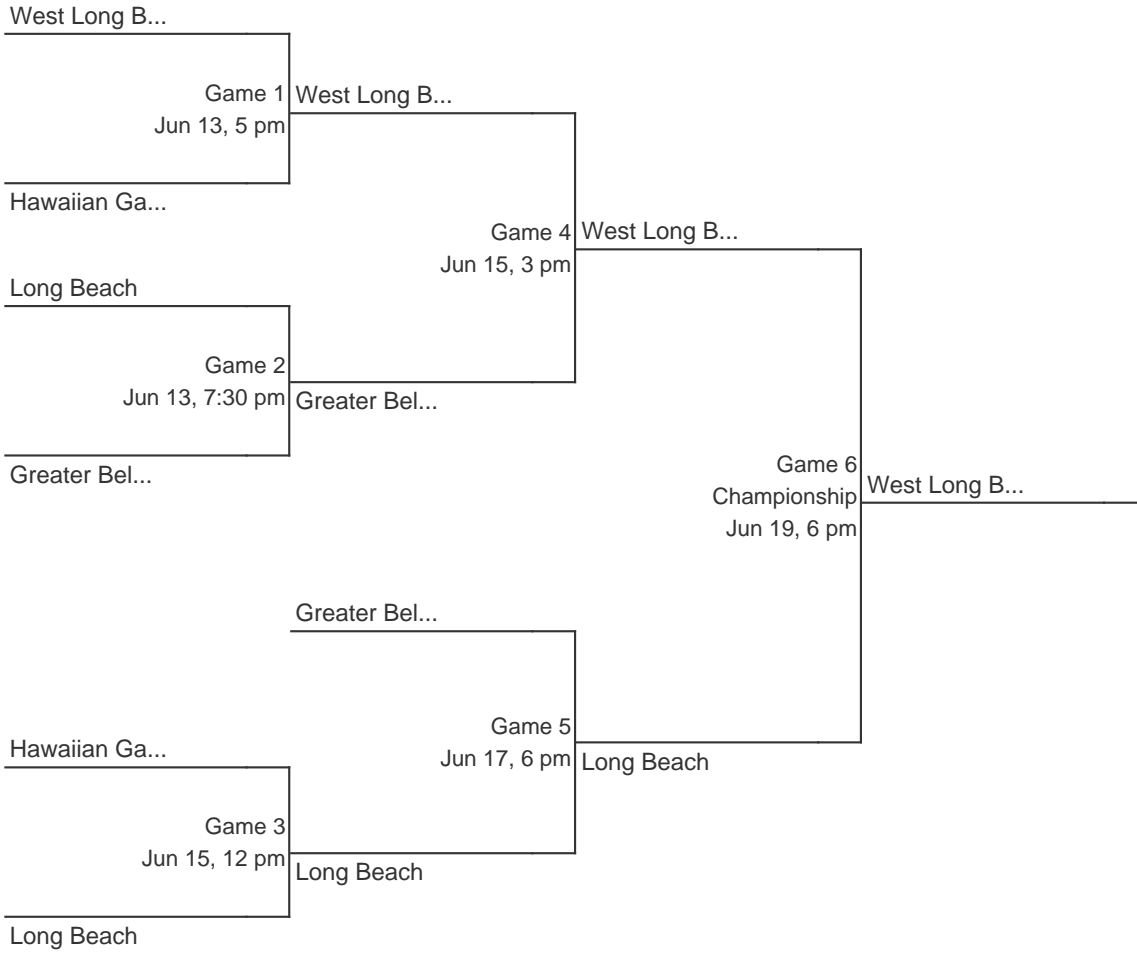 West Long B...
Game 1
Jun 13, 5 pm
West Long B...
Hawaiian Ga...
Game 4
Jun 15, 3 pm
West Long B...
Long Beach
Game 2
Jun 13, 7:30 pm
Greater Bel...
Greater Bel...
Game 6
Championship
Jun 19, 6 pm
West Long B...
Greater Bel...
Game 5
Jun 17, 6 pm
Long Beach
Hawaiian Ga...
Game 3
Jun 15, 12 pm
Long Beach
Long Beach